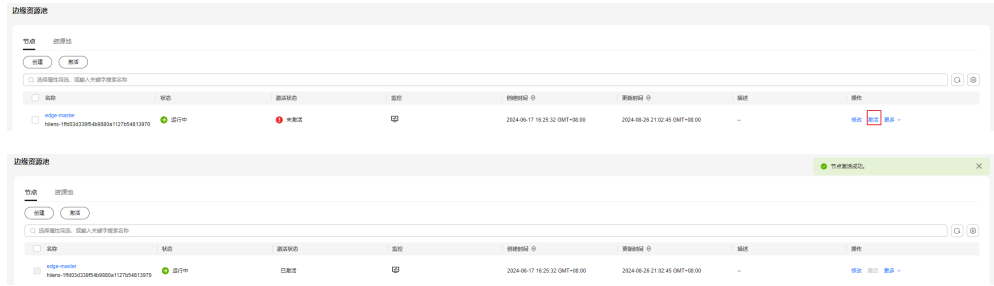 边缘资源池
节点 资源池
创建 激活
选择属性筛选，或输入关键字搜索名称
名称 状态 激活状态 监控 创建时间 更新时间 描述 操作
edge-master
hilens-1ffd03d339f54b9880a1127b54813970 运行中 未激活 2024-06-17 16:25:32 GMT+08:00 2024-08-26 21:02:45 GMT+08:00 -- 修改 激活 更多
边缘资源池 节点激活成功。
节点 资源池
创建 激活
选择属性筛选，或输入关键字搜索名称
名称 状态 激活状态 监控 创建时间 更新时间 描述 操作
edge-master
hilens-1ffd03d339f54b9880a1127b54813970 运行中 已激活 2024-06-17 16:25:32 GMT+08:00 2024-08-26 21:02:45 GMT+08:00 -- 修改 激活 更多